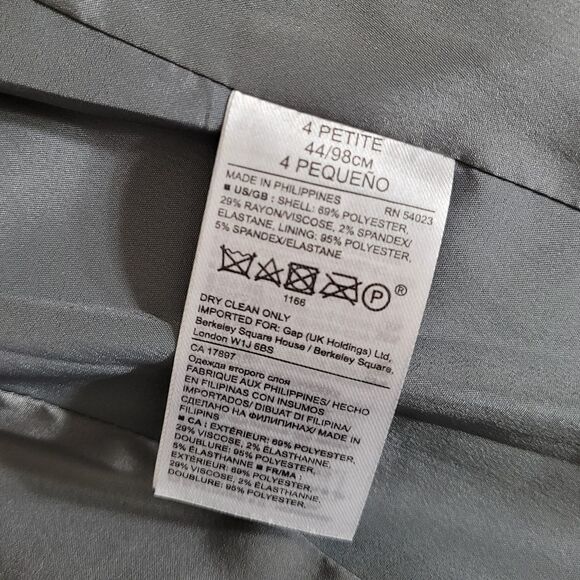 4 PETITE
44/98CM
4 PEQUEÑO
MADE IN PHILIPPINES RN 54023
■ US/GB : SHELL: 69% POLYESTER,
29% RAYON/VISCOSE, 2% SPANDEX/
ELASTANE, LINING: 95% POLYESTER,
5% SPANDEX/ELASTANE
P ®
1166
DRY CLEAN ONLY
IMPORTED FOR: Gap (UK Holdings) Ltd,
Berkeley Square House / Berkeley Square,
London W1J 6BS
CA 17897
Одежда второго слоя
FABRIQUE AUX PHILIPPINES/ HECHO
EN FILIPINAS CON INSUMOS
IMPORTADOS/ DIBUAT DI FILIPINA/
СДЕЛАНО НА ФИЛИПИНАХ/ MADE IN
FILIPINS
■ CA : EXTÉRIEUR: 69% POLYESTER,
29% VISCOSE, 2% ÉLASTHANNE,
DOUBLURE: 95% POLYESTER,
5% ÉLASTHANNE ■ FR/MA :
EXTÉRIEUR: 69% POLYESTER,
29% VISCOSE, 2% ÉLASTHANNE,
DOUBLURE: 95% POLYESTER,